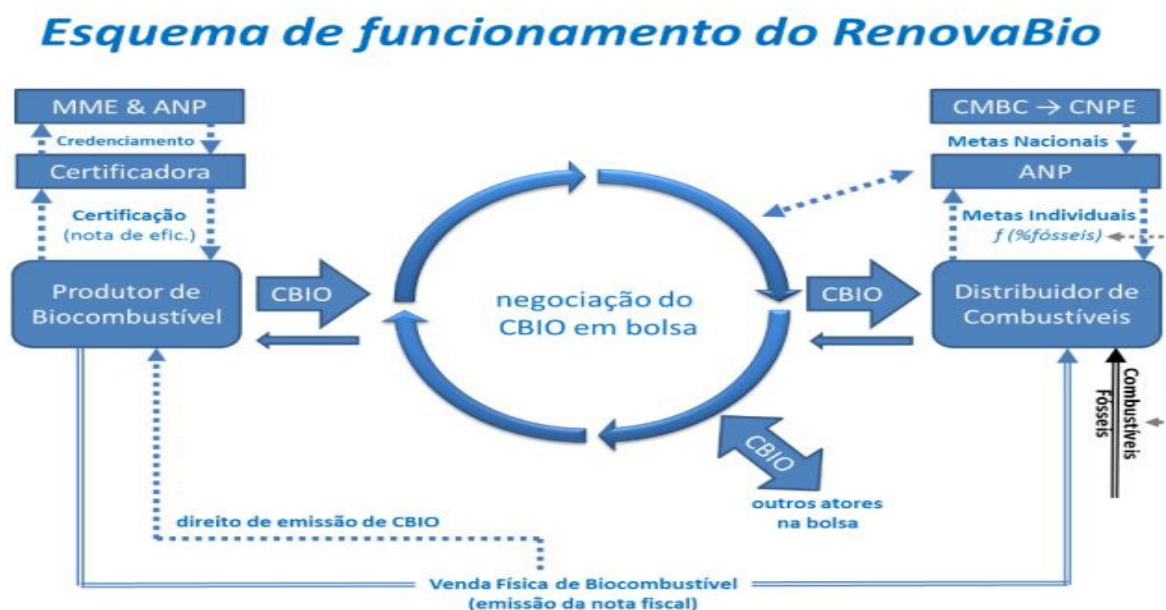 Esquema de funcionamento do RenovaBio
MME & ANP
Credenciamento
Certificadora
Certificação
(nota de efic.)
Produtor de
Biocombustível
CBIO
negociação do
CBIO em bolsa
CBIO
CMBC → CNPE
Metas Nacionais
ANP
Metas Individuais
f (%fósseis)
Distribuidor de
Combustíveis
Combustíveis
Fósseis
CBIO
outros atores
na bolsa
direito de emissão de CBIO
Venda Física de Biocombustível
(emissão da nota fiscal)